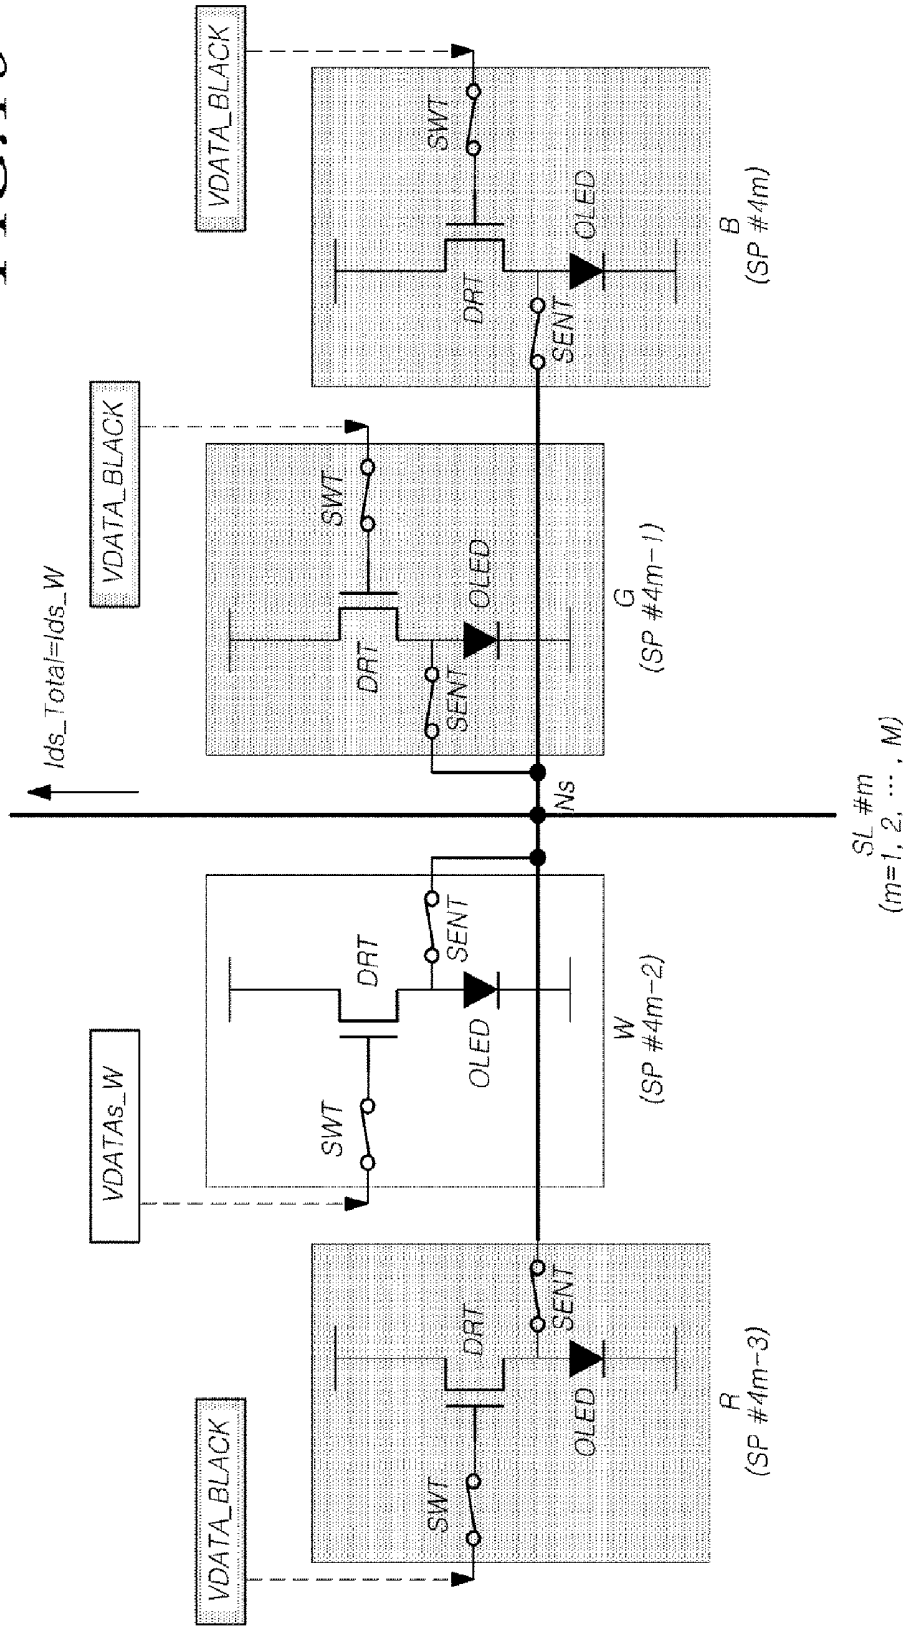 Ids_Total=Ids_W
VDATA_BLACK
VDATAs_W
VDATA_BLACK
VDATA_BLACK
SWT
DRT
SENT
OLED
R
(SP #4m-3)
SWT
DRT
SENT
OLED
W
(SP #4m-2)
SWT
DRT
SENT
OLED
G
(SP #4m-1)
SWT
DRT
SENT
OLED
B
(SP #4m)
Ns
SL #m
(m=1, 2, ⋯, M)